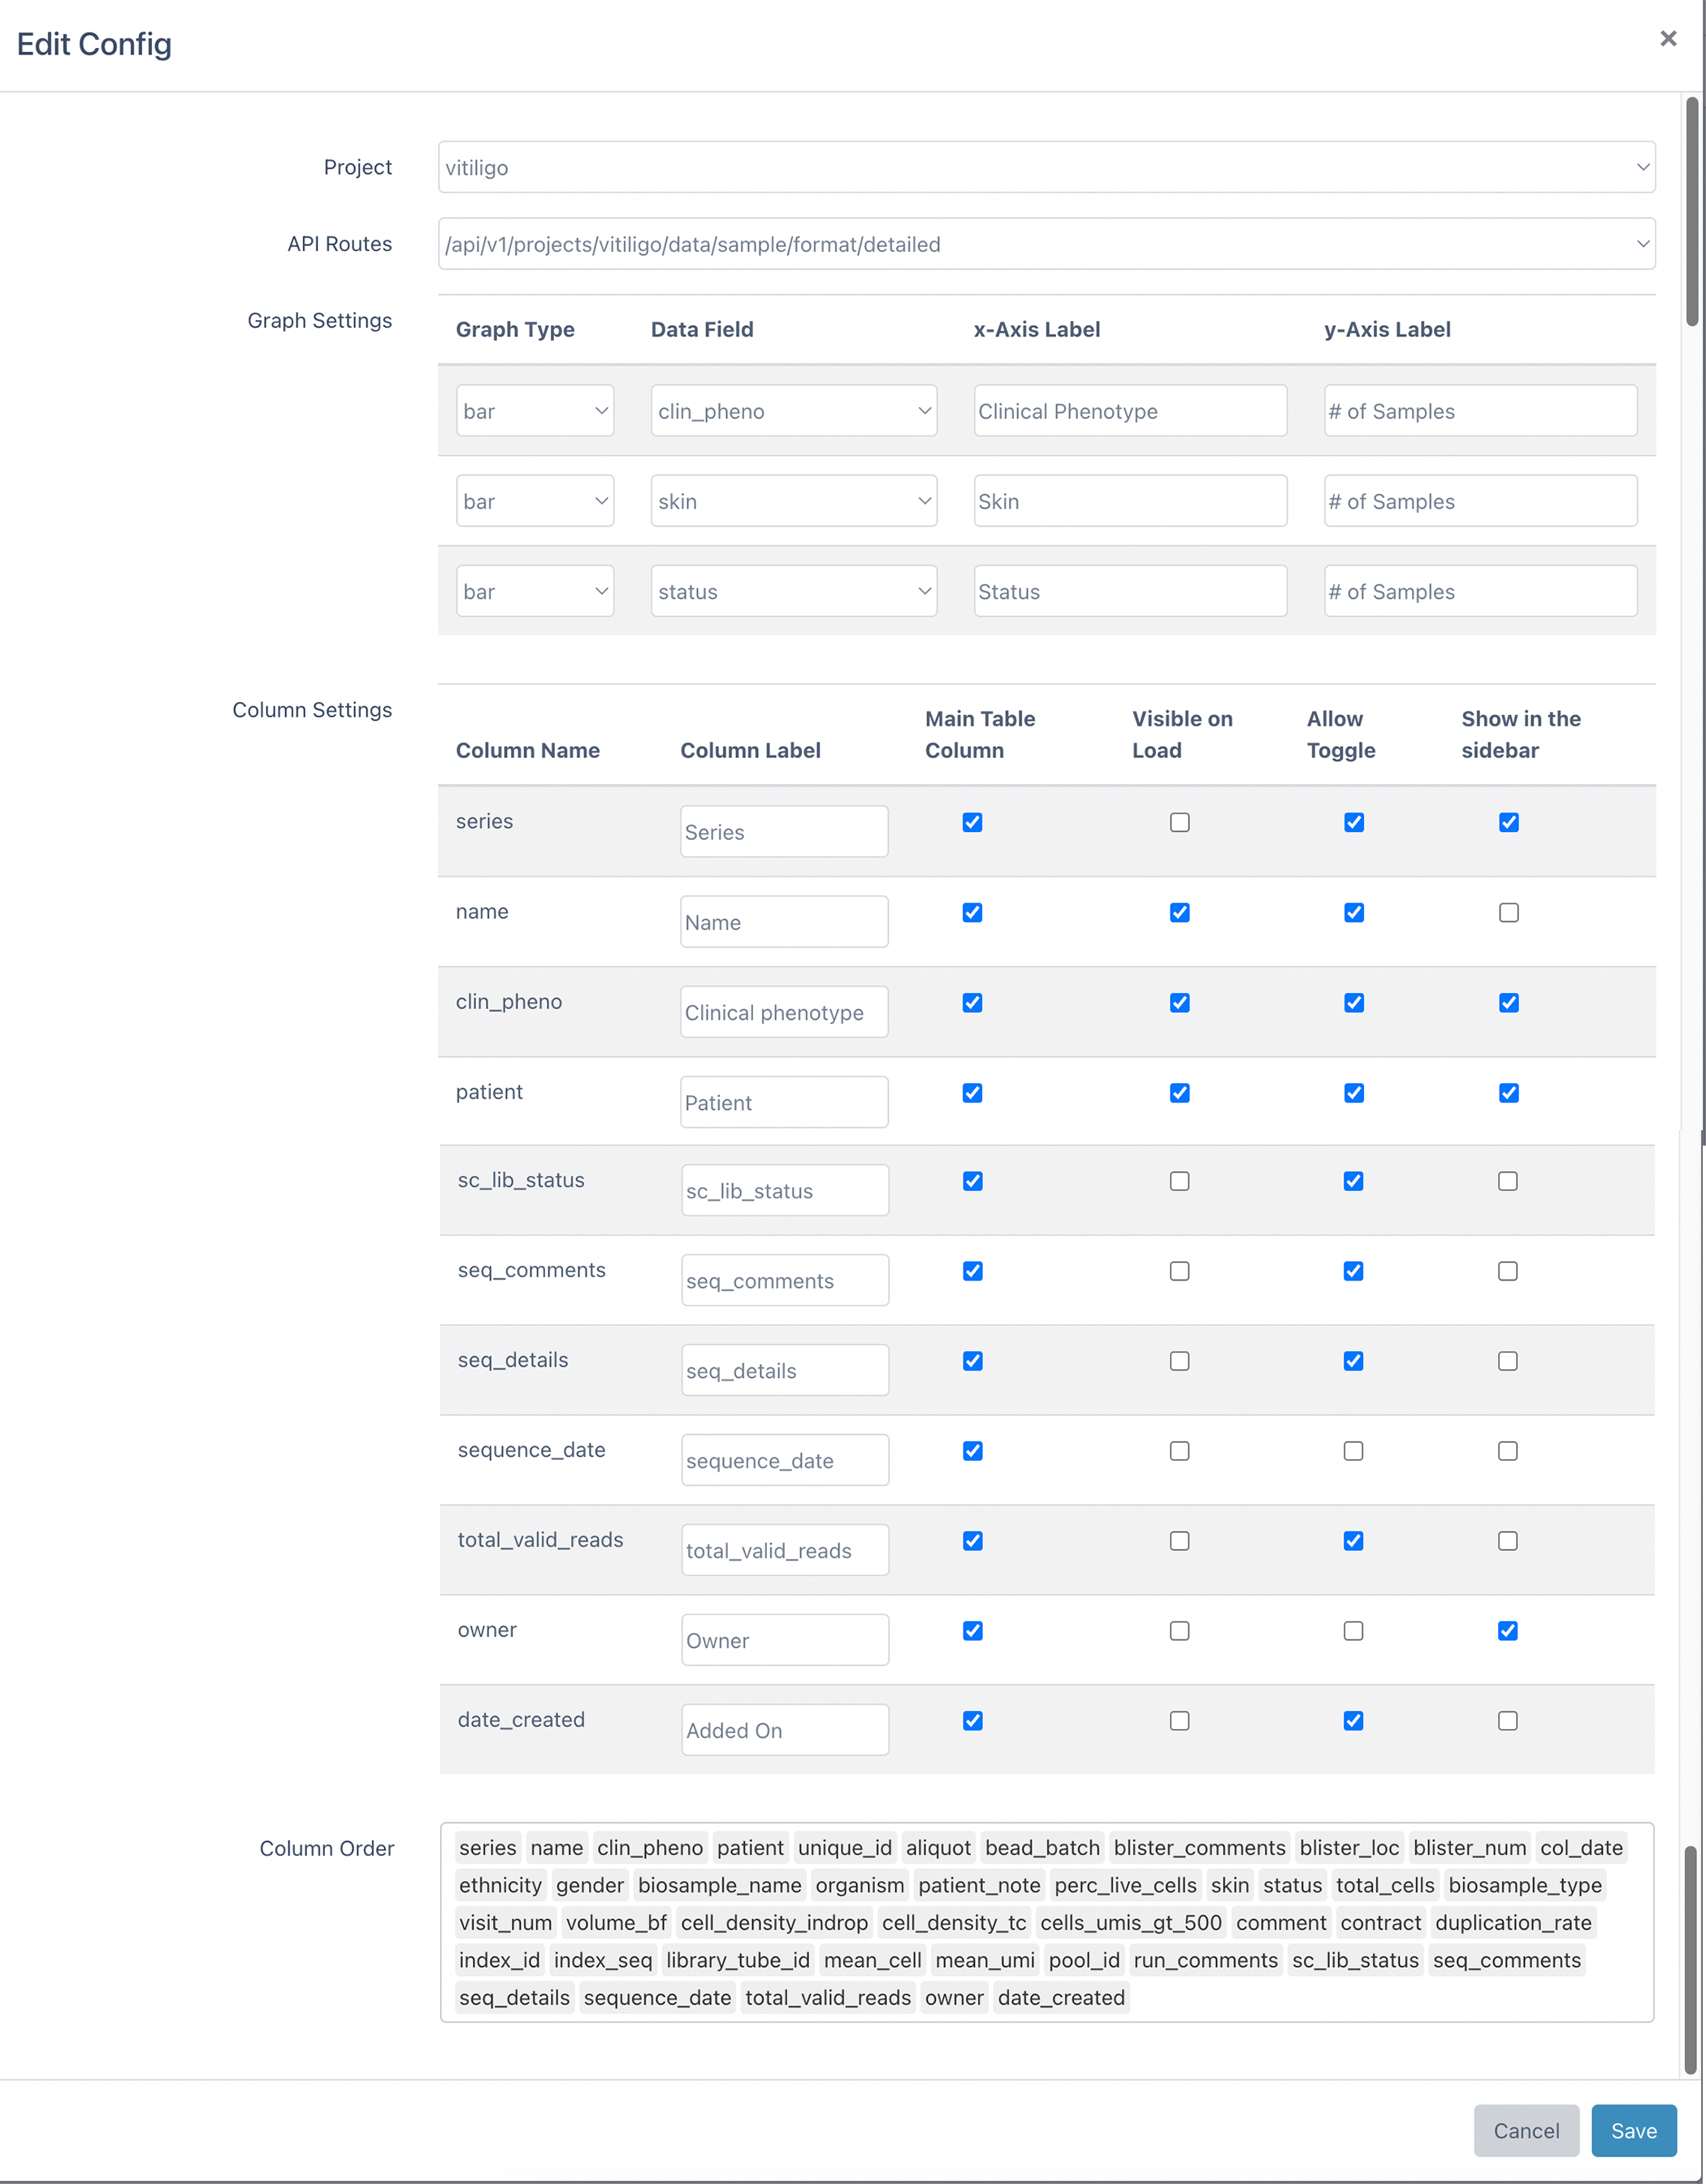 Edit Config
×
Project
vitiligo
API Routes
/api/v1/projects/vitiligo/data/sample/format/detailed
Graph Settings
Graph Type Data Field x-Axis Label y-Axis Label
bar clin_pheno Clinical Phenotype # of Samples
bar skin Skin # of Samples
bar status Status # of Samples
Column Settings
Column Name Column Label Main Table Column Visible on Load Allow Toggle Show in the sidebar
series Series
name Name
clin_pheno Clinical phenotype
patient Patient
sc_lib_status sc_lib_status
seq_comments seq_comments
seq_details seq_details
sequence_date sequence_date
total_valid_reads total_valid_reads
owner Owner
date_created Added On
Column Order
series name clin_pheno patient unique_id aliquot bead_batch blister_comments blister_loc blister_num col_date
ethnicity gender biosample_name organism patient_note perc_live_cells skin status total_cells biosample_type
visit_num volume_bf cell_density_indrop cell_density_tc cells_umis_gt_500 comment contract duplication_rate
index_id index_seq library_tube_id mean_cell mean_umi pool_id run_comments sc_lib_status seq_comments
seq_details sequence_date total_valid_reads owner date_created
Cancel Save